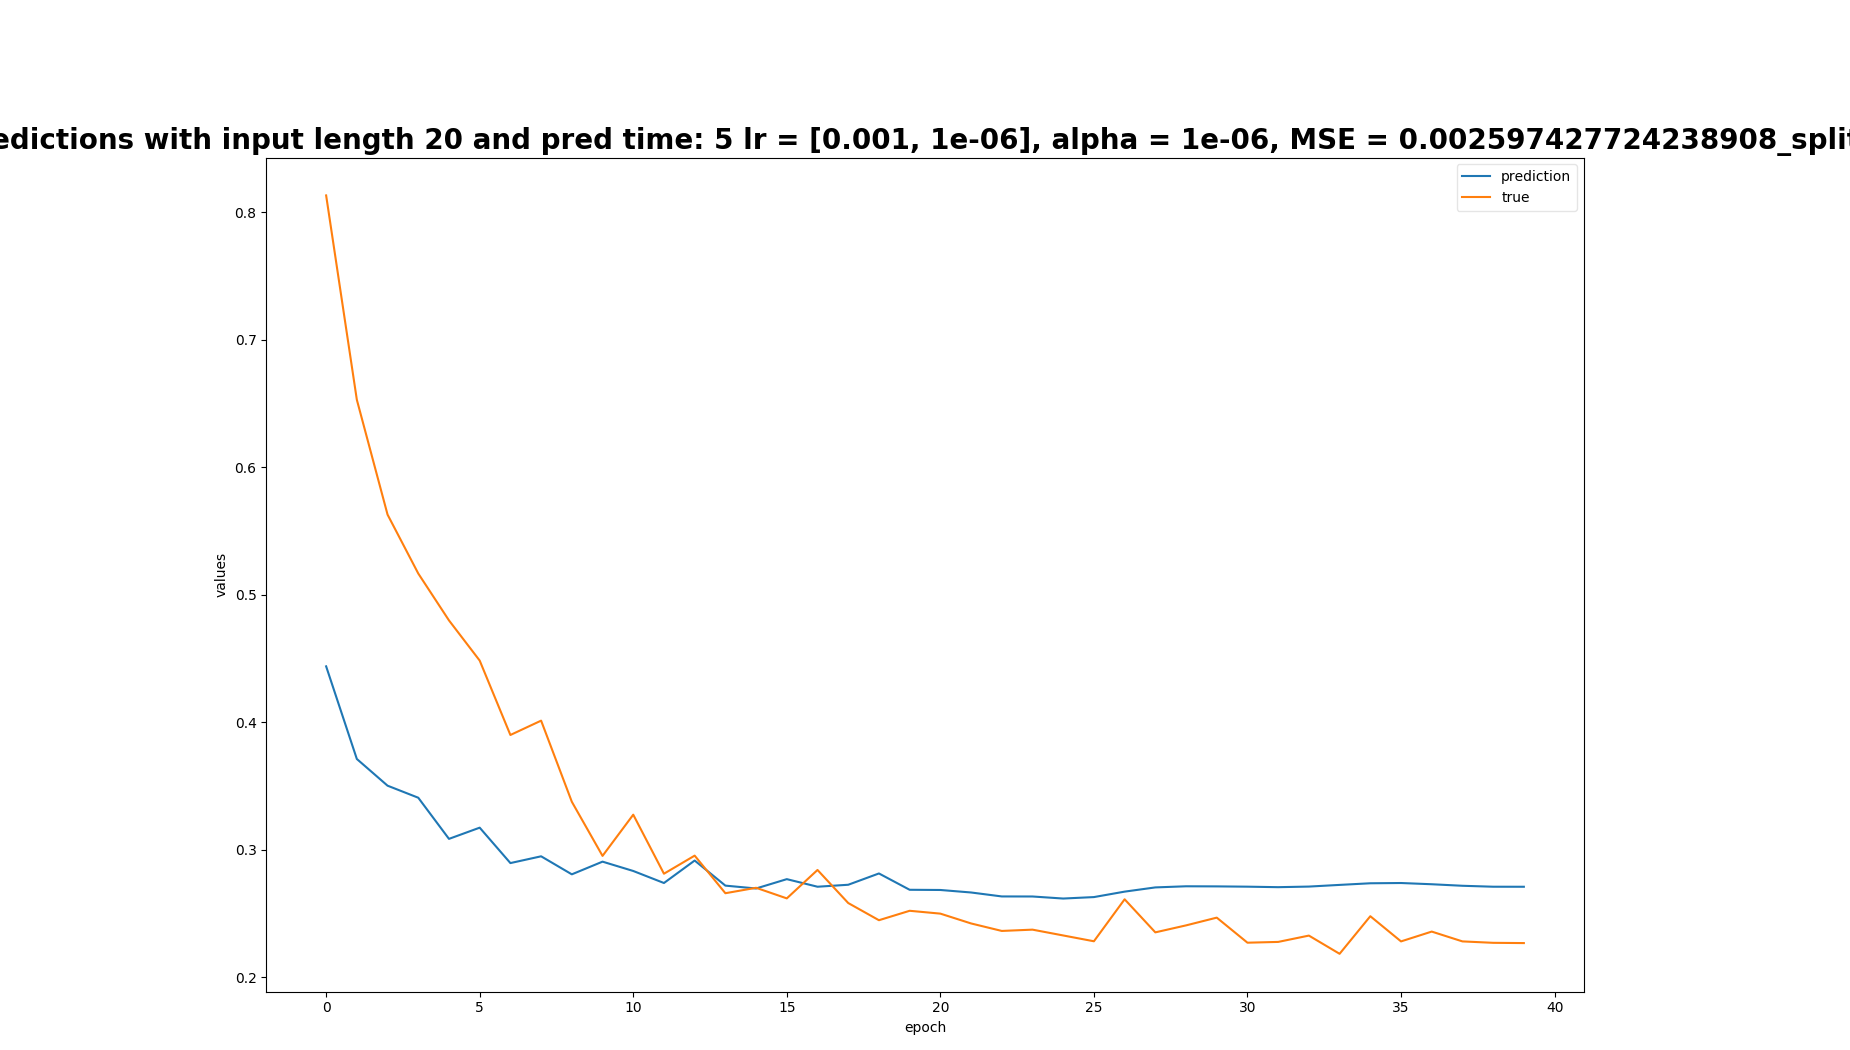 edictions with input length 20 and pred time: 5 lr = [0.001, 1e-06], alpha = 1e-06, MSE = 0.002597427724238908_split
prediction
true
0.8
0.7
0.6
0.5
0.4
0.3
0.2
values
0 5 10 15 20 25 30 35 40
epoch